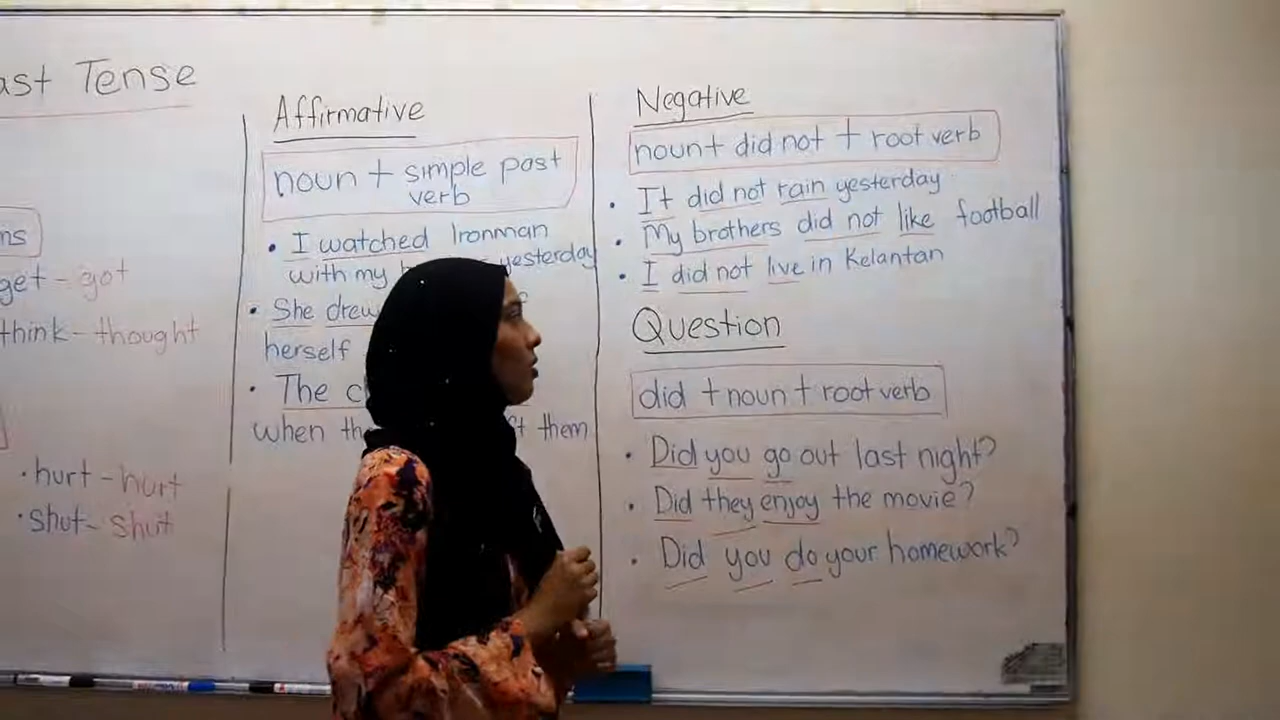 ast Tense
ns
get - got
think - thought
· hurt - hurt
· shut - shut
Affirmative
noun + simple past
verb
• I watched Ironman
with my yesterday
• She drew
herself
• The
when them
Negative
noun + did not + root verb
• It did not rain yesterday
• My brothers did not like football
• I did not live in Kelantan
Question
did + noun + root verb
• Did you go out last night?
• Did they enjoy the movie?
• Did you do your homework?